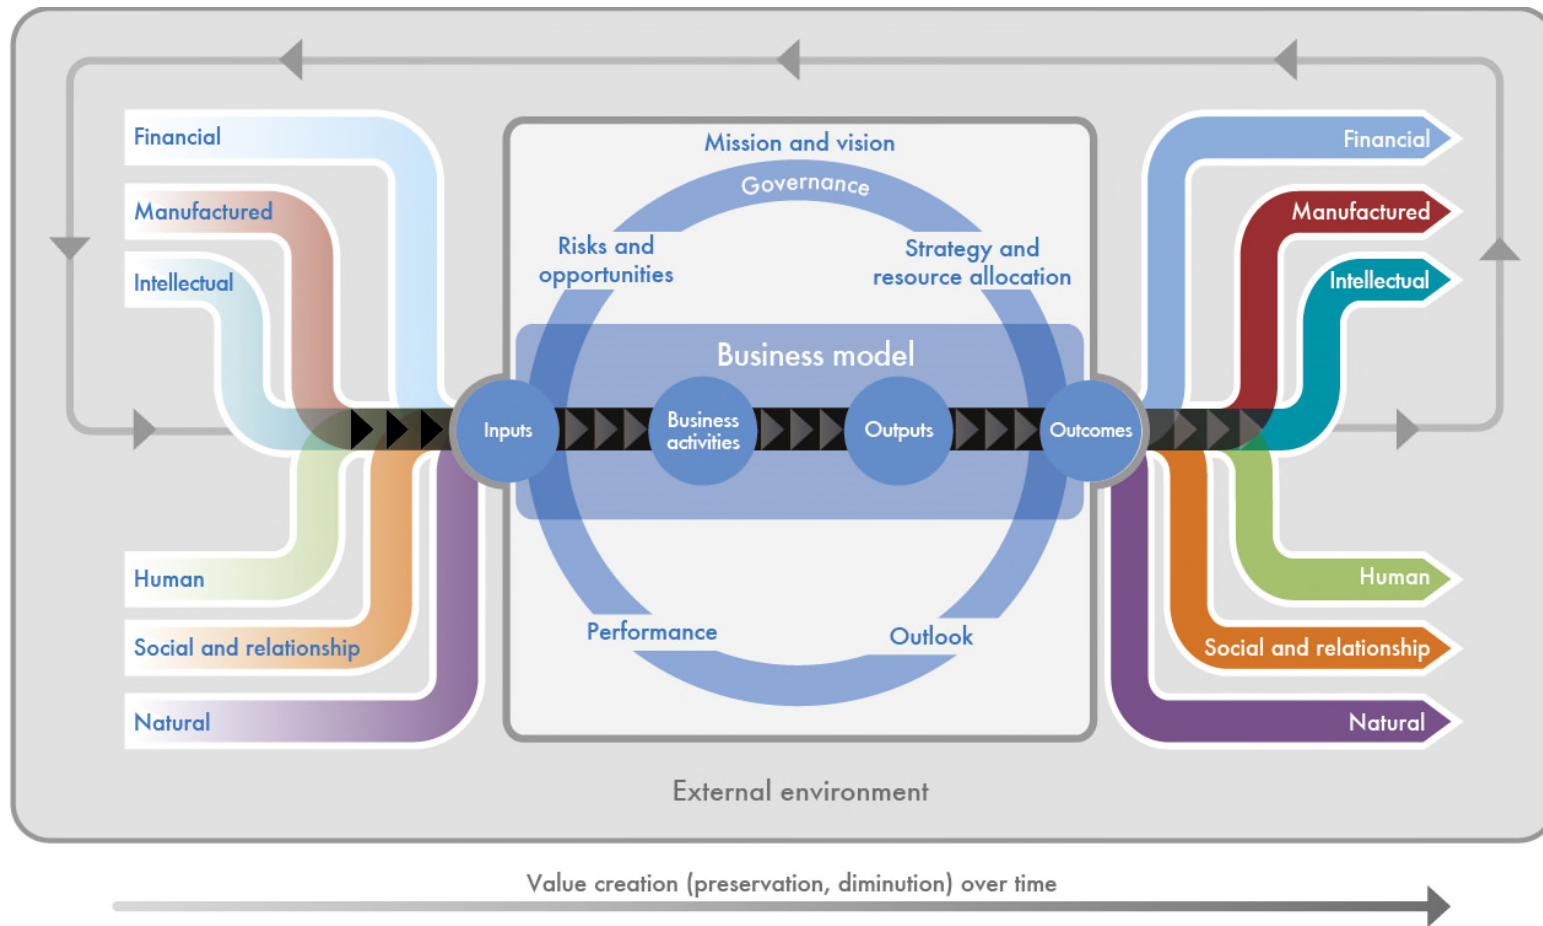 Financial
Manufactured
Intellectual
Human
Social and relationship
Natural
Mission and vision
Governance
Risks and
opportunities
Strategy and
resource allocation
Business model
Inputs
Business
activities
Outputs
Outcomes
Performance
Outlook
Financial
Manufactured
Intellectual
Human
Social and relationship
Natural
External environment
Value creation (preservation, diminution) over time